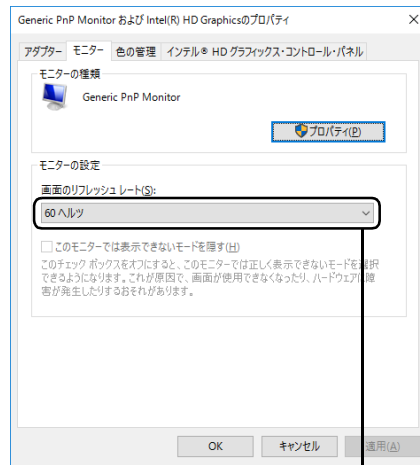 Generic PnP Monitor および Intel(R) HD Graphicsのプロパティ
アダプター モニター 色の管理 インテル® HD グラフィックス・コントロール・パネル
モニターの種類
Generic PnP Monitor
プロパティ(P)
モニターの設定
画面のリフレッシュ レート(S):
60 ヘルツ
このモニターでは表示できないモードを隠す(H)
このチェック ボックスをオフにすると、このモニターでは正しく表示できないモードを選択
できるようになります。これが原因で、画面が使用できなくなったり、ハードウェアに障
害が発生したりするおそれがあります。
OK キャンセル 適用(A)